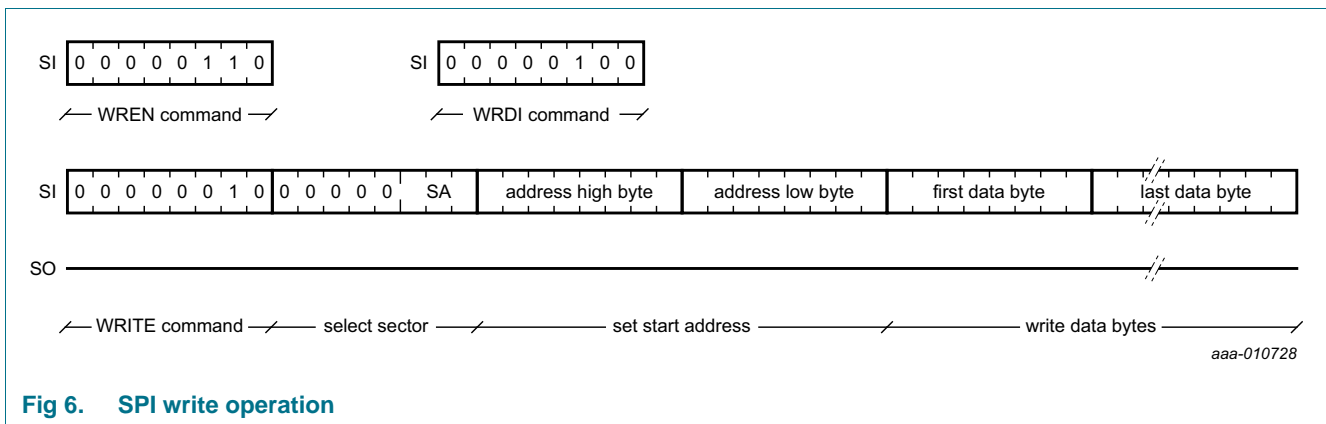 SI 0 0 0 0 0 1 1 0 SI 0 0 0 0 0 1 0 0
WREN command WRDI command
SI 0 0 0 0 0 0 1 0 0 0 0 0 0 SA address high byte address low byte first data byte last data byte
SO
WRITE command select sector set start address write data bytes
aaa-010728
Fig 6. SPI write operation